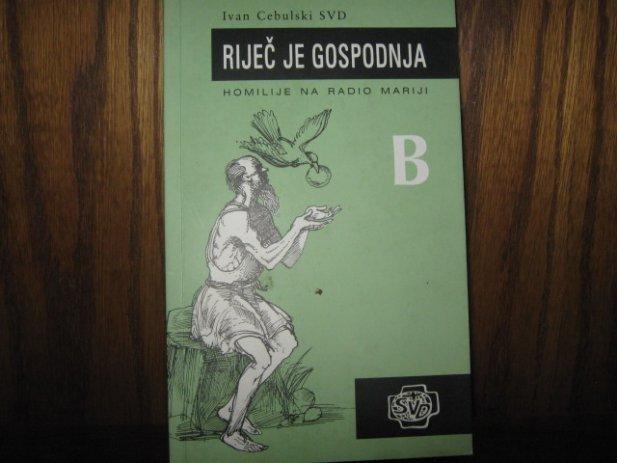 Ivan Cebulski SVD
RIJEČ JE GOSPODNJA
HOMILIJE NA RADIO MARIJI
B
SVD